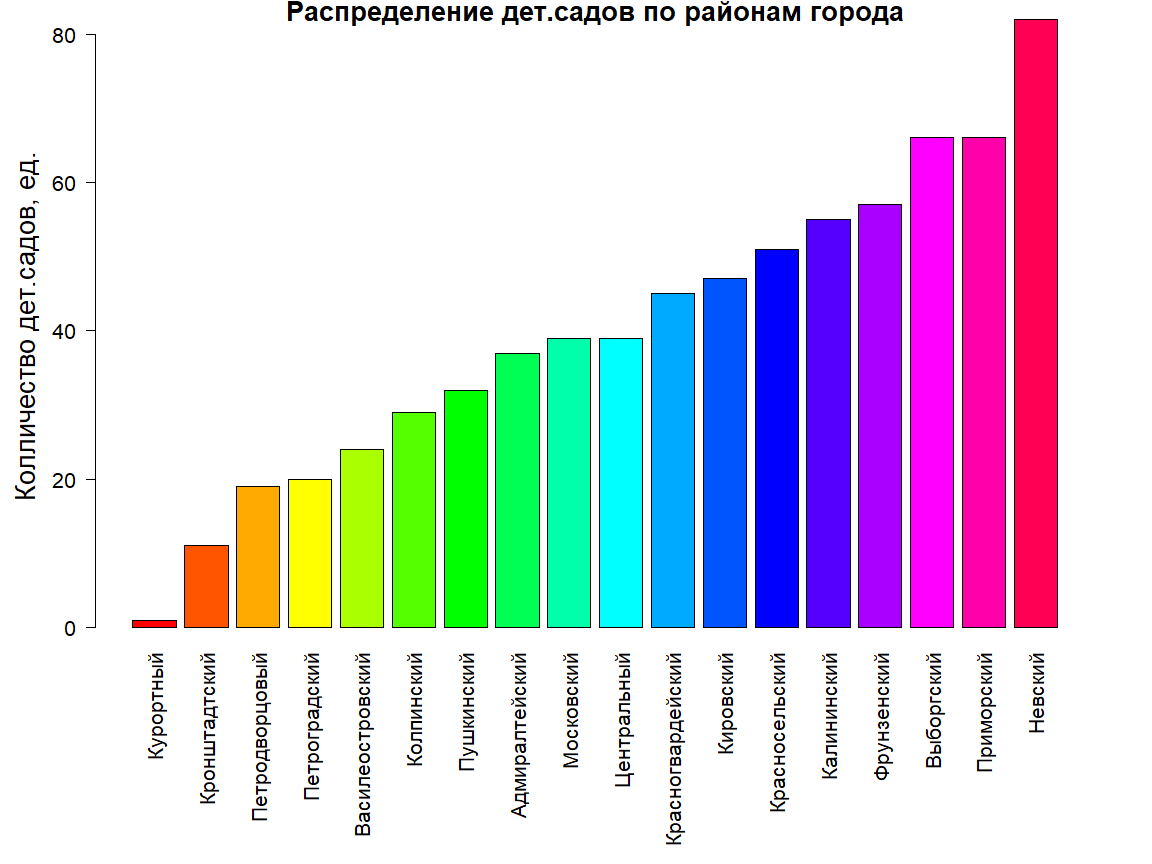 Распределение дет.садов по районам города
Колличество дет.садов, ед.
80
60
40
20
0
Курортный
Кронштадтский
Петродворцовый
Петроградский
Василеостровский
Колпинский
Пушкинский
Адмиралтейский
Московский
Центральный
Красногвардейский
Кировский
Красносельский
Калининский
Фрунзенский
Выборгский
Приморский
Невский